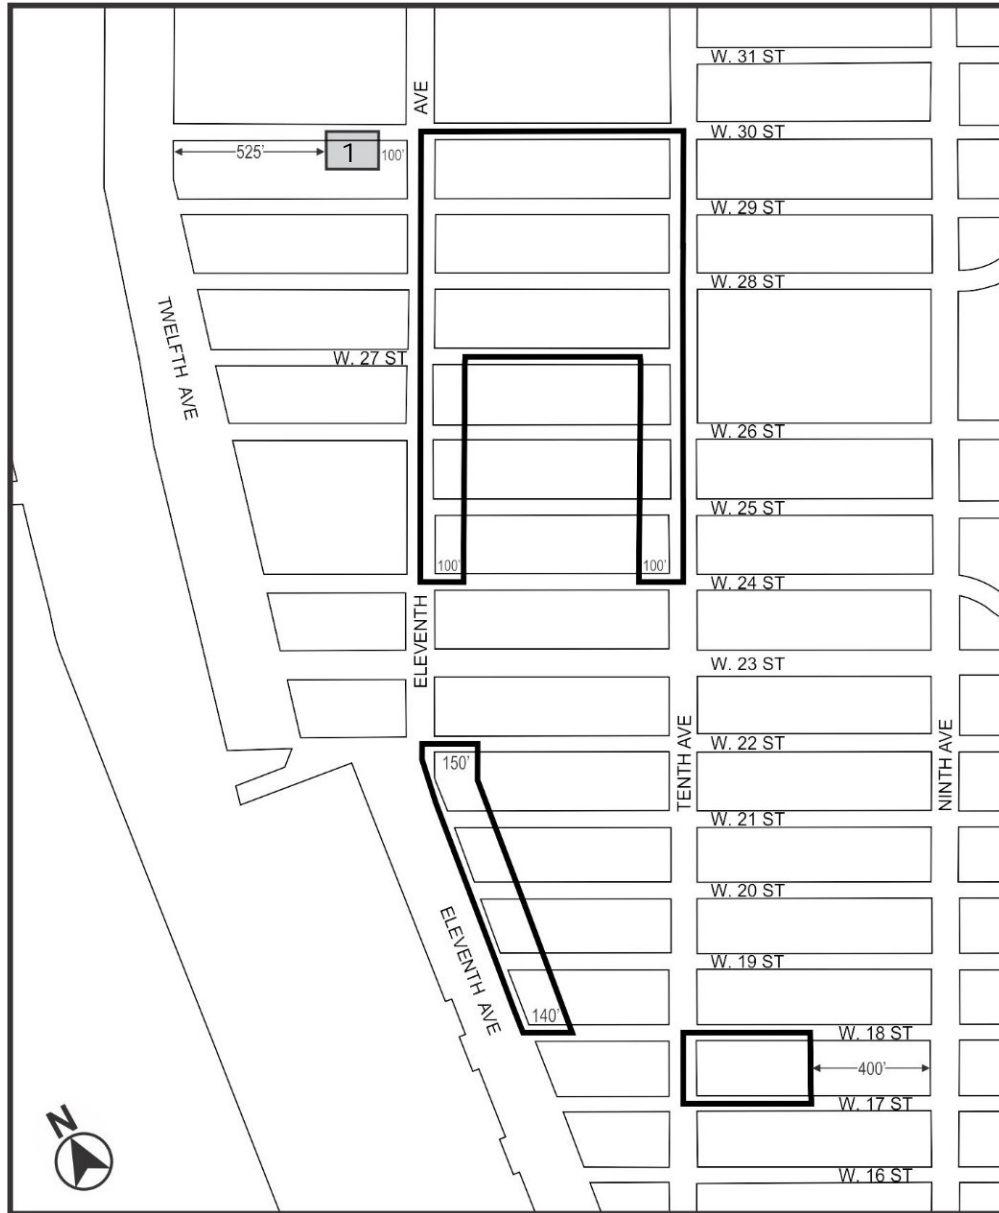 W. 31 ST
AVE
W. 30 ST
525'
1
100'
W. 29 ST
W. 28 ST
TWELFTH AVE
W. 27 ST
W. 26 ST
W. 25 ST
100'
100'
W. 24 ST
ELEVENTH
W. 23 ST
W. 22 ST
150'
TENTH AVE
NINTH AVE
W. 21 ST
W. 20 ST
ELEVENTH AVE
W. 19 ST
140'
W. 18 ST
400'
W. 17 ST
N
W. 16 ST